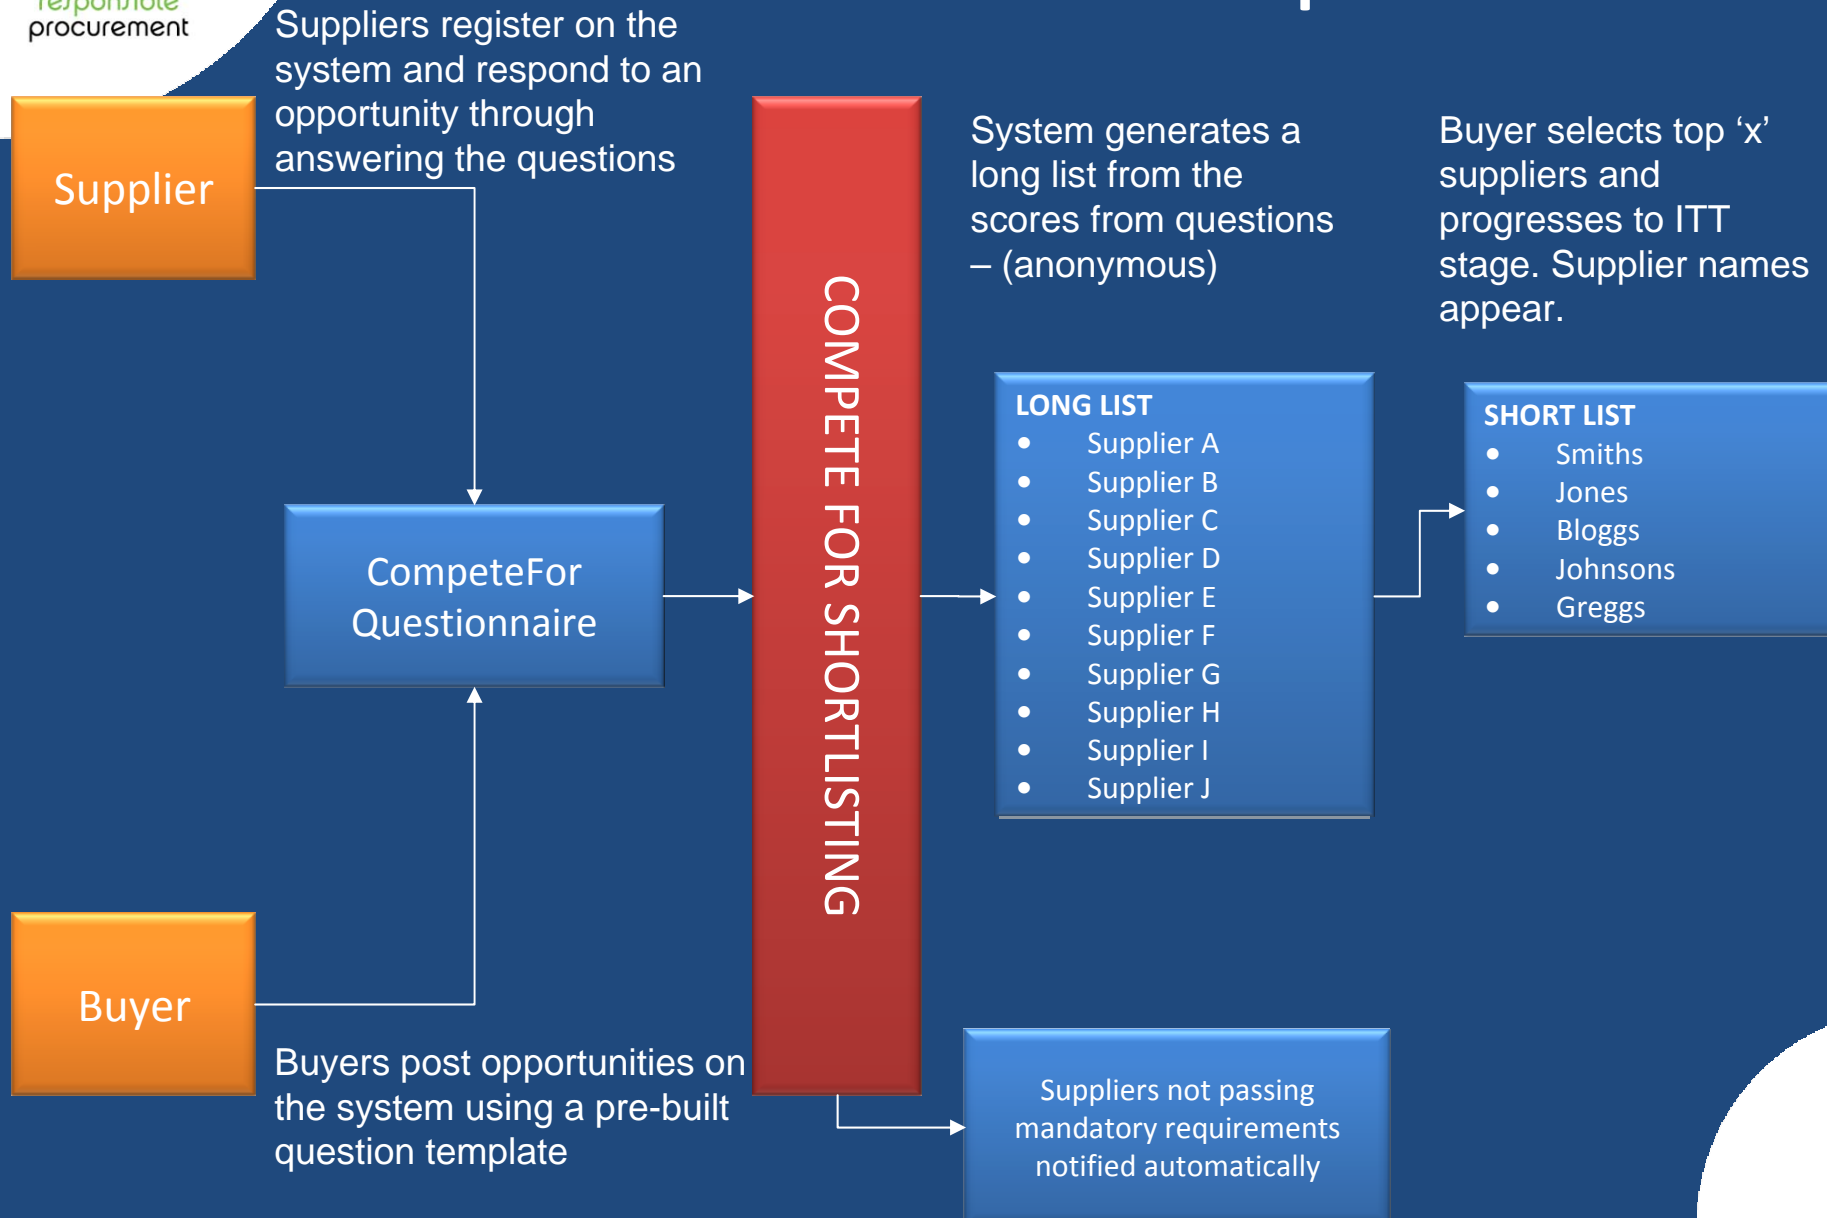 procurement
Suppliers register on the
system and respond to an
opportunity through
answering the questions
Supplier
System generates a
long list from the
scores from questions
– (anonymous)
Buyer selects top ‘x’
suppliers and
progresses to ITT
stage. Supplier names
appear.
COMPETE FOR SHORTLISTING
CompeteFor
Questionnaire
LONG LIST
• Supplier A
• Supplier B
• Supplier C
• Supplier D
• Supplier E
• Supplier F
• Supplier G
• Supplier H
• Supplier I
• Supplier J
SHORT LIST
• Smiths
• Jones
• Bloggs
• Johnsons
• Greggs
Buyer
Buyers post opportunities on
the system using a pre-built
question template
Suppliers not passing
mandatory requirements
notified automatically